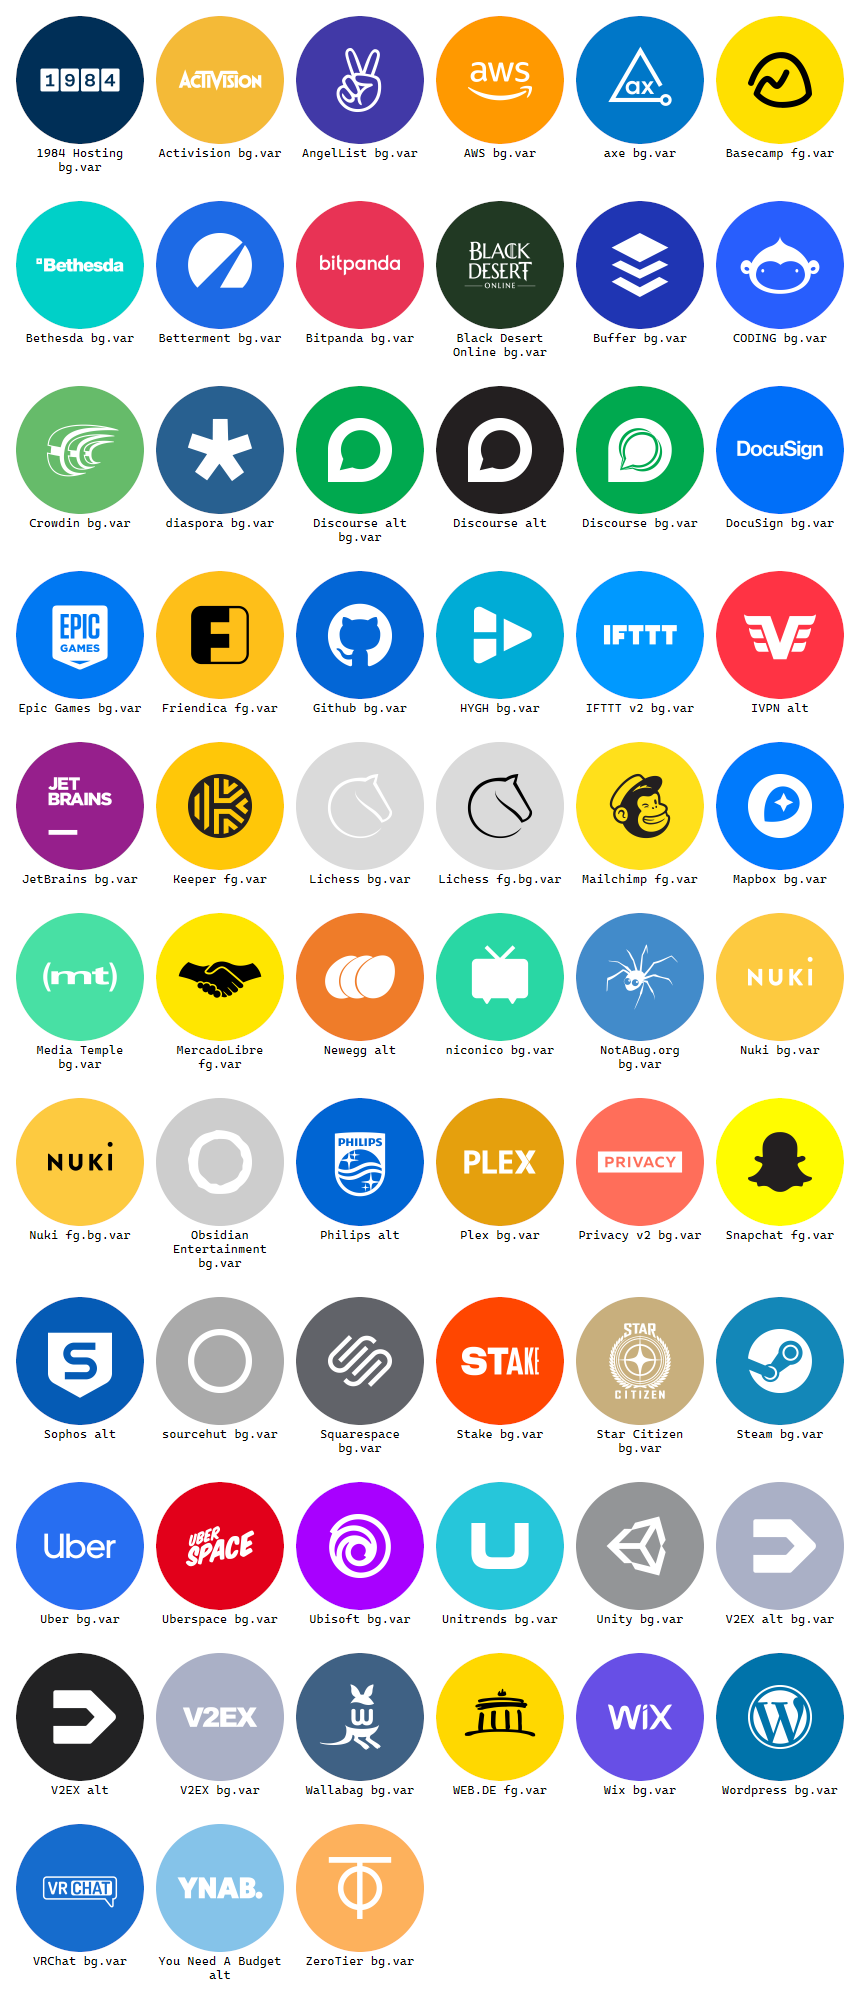 1984
ACTIVISION
aws
ax
1984 Hosting
bg.var
Activision bg.var
AngelList bg.var
AWS bg.var
axe bg.var
Basecamp fg.var
Bethesda
bitpanda
BLACK
DESERT
ONLINE
Bethesda bg.var
Betterment bg.var
Bitpanda bg.var
Black Desert
Online bg.var
Buffer bg.var
CODING bg.var
DocuSign
Crowdin bg.var
diaspora bg.var
Discourse alt
bg.var
Discourse alt
Discourse bg.var
DocuSign bg.var
EPIC
GAMES
F
IFTTT
V
Epic Games bg.var
Friendica fg.var
Github bg.var
HYGH bg.var
IFTTT v2 bg.var
IVPN alt
JET
BRAINS
JetBrains bg.var
Keeper fg.var
Lichess bg.var
Lichess fg.bg.var
Mailchimp fg.var
Mapbox bg.var
(mt)
NUKI
Media Temple
bg.var
MercadoLibre
fg.var
Newegg alt
niconico bg.var
NotABug.org
bg.var
Nuki bg.var
NUKI
PHILIPS
PLEX
PRIVACY
Nuki fg.bg.var
Obsidian
Entertainment
bg.var
Philips alt
Plex bg.var
Privacy v2 bg.var
Snapchat fg.var
S
STAKE
STAR
CITIZEN
Sophos alt
sourcehut bg.var
Squarespace
bg.var
Stake bg.var
Star Citizen
bg.var
Steam bg.var
Uber
UBER
SPACE
U
Uber bg.var
Uberspace bg.var
Ubisoft bg.var
Unitrends bg.var
Unity bg.var
V2EX alt bg.var
V2EX
W
WiX
W
V2EX alt
V2EX bg.var
Wallabag bg.var
WEB.DE fg.var
Wix bg.var
Wordpress bg.var
VR CHAT
YNAB.
VRChat bg.var
You Need A Budget
alt
ZeroTier bg.var